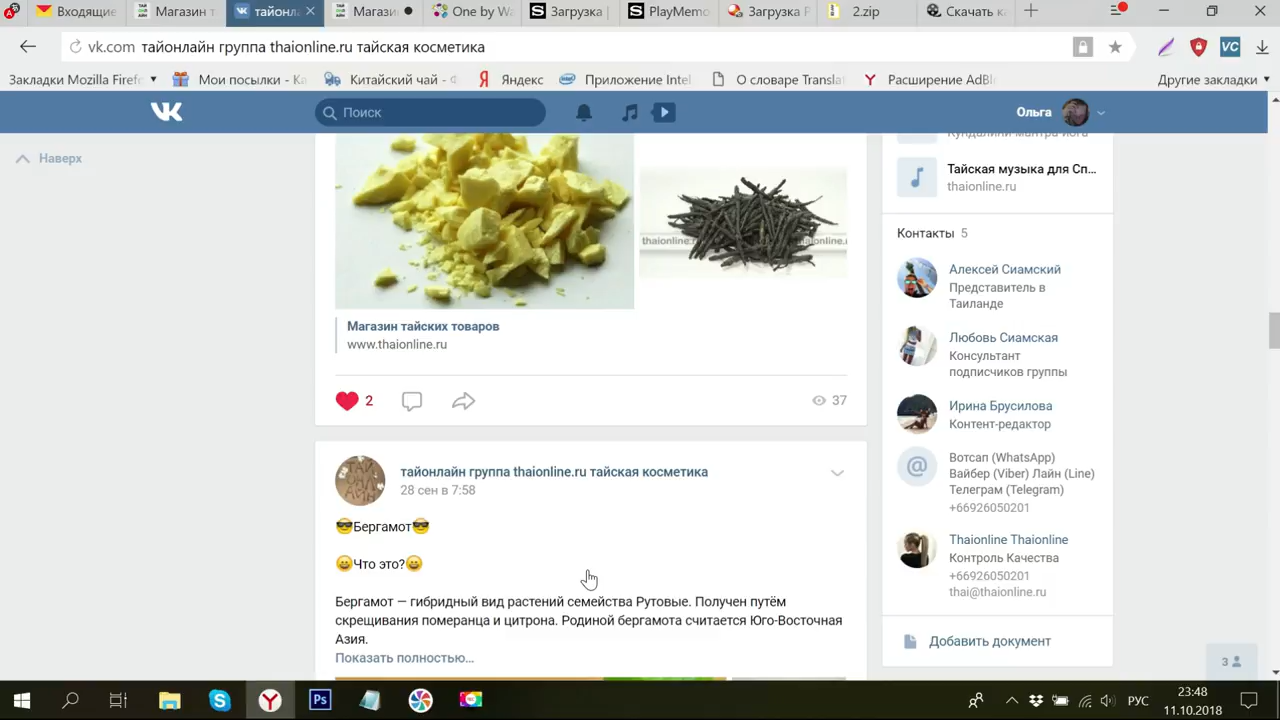 Входящие
Магазин т
тайонла
Магази
One by Wa
Загрузка
PlayMemo
Загрузка Р
2.zip
Скачать к
vk.com тайонлайн группа thaionline.ru тайская косметика
Закладки Mozilla Firef
Мои посылки - Ка
Китайский чай - Ф
Яндекс
Приложение Intel
О словаре Transla
Расширение AdBl
Другие закладки
Поиск
Ольга
Наверх
Кундалини мантра йога
Тайская музыка для Сп...
thaionline.ru
Контакты 5
Алексей Сиамский
Представитель в
Таиланде
Любовь Сиамская
Консультант
подписчиков группы
Ирина Брусилова
Контент-редактор
Вотсап (WhatsApp)
Вайбер (Viber) Лайн (Line)
Телеграм (Telegram)
+66926050201
Thaionline Thaionline
Контроль Качества
+66926050201
thai@thaionline.ru
Добавить документ
3
Магазин тайских товаров
www.thaionline.ru
2
37
тайонлайн группа thaionline.ru тайская косметика
28 сен в 7:58
😎Бергамот😎
😀Что это?😀
Бергамот — гибридный вид растений семейства Рутовые. Получен путём
скрещивания померанца и цитрона. Родиной бергамота считается Юго-Восточная
Азия.
Показать полностью...
РУС
23:48
11.10.2018